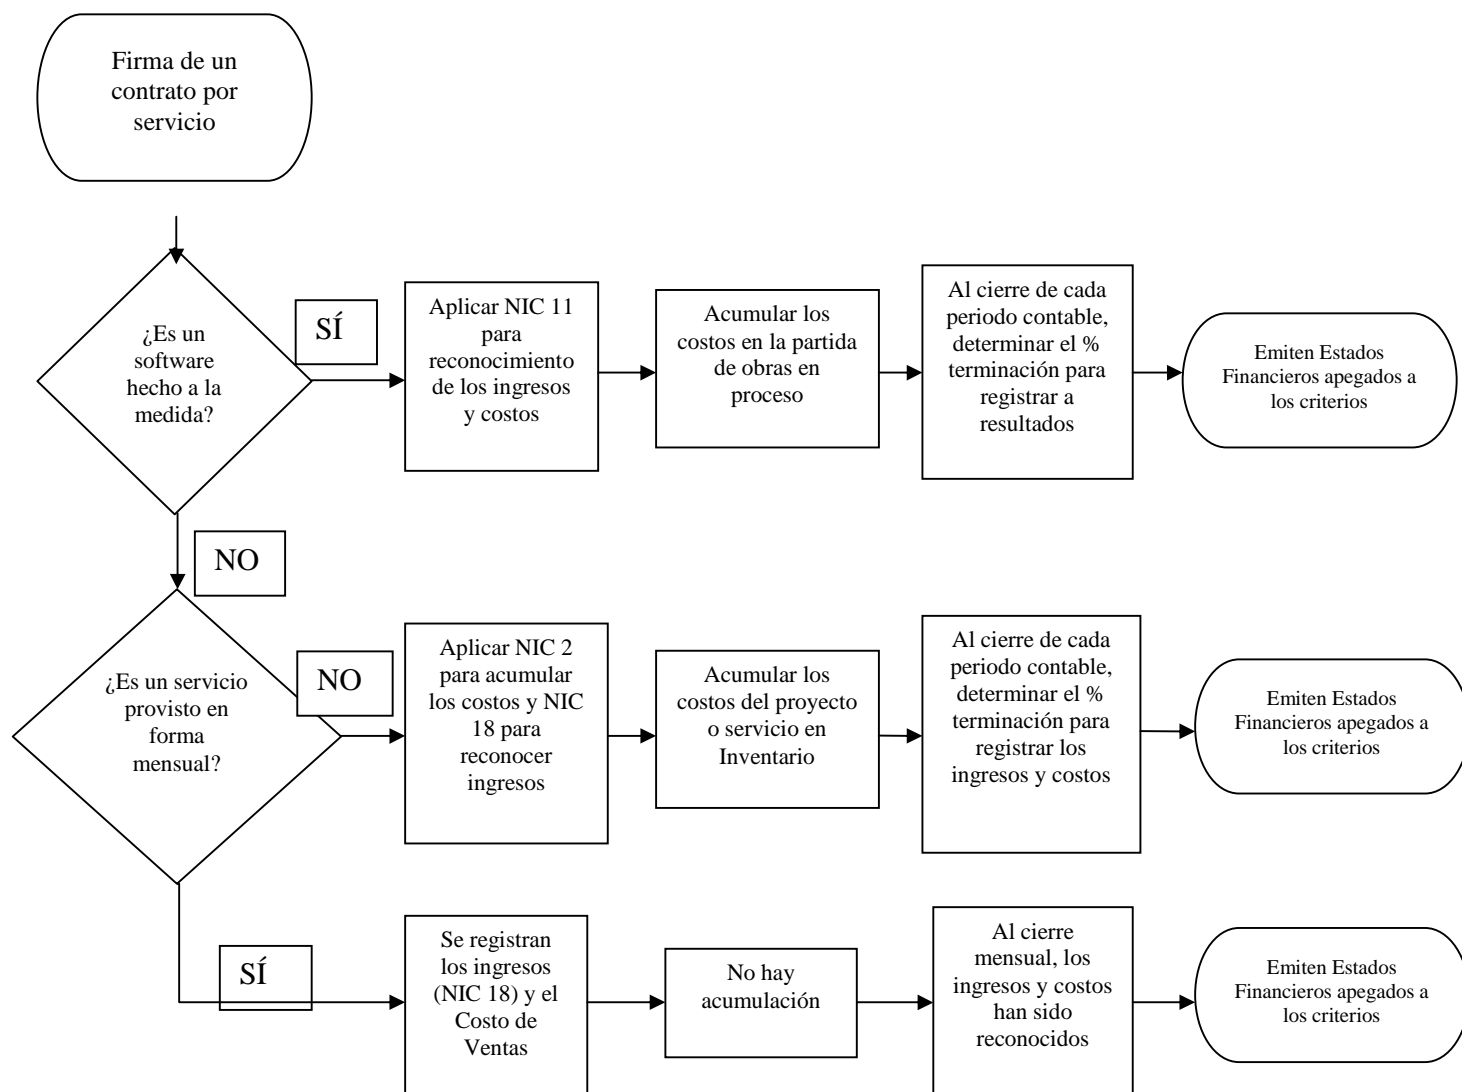 Firma de un
contrato por
servicio
¿Es un
software
hecho a la
medida?
SÍ
Aplicar NIC 11
para
reconocimiento
de los ingresos
y costos
Acumular los
costos en la partida
de obras en
proceso
Al cierre de cada
periodo contable,
determinar el %
terminación para
registrar a
resultados
Emiten Estados
Financieros apegados a
los criterios
NO
¿Es un servicio
provisto en
forma
mensual?
NO
Aplicar NIC 2
para acumular
los costos y NIC
18 para
reconocer
ingresos
Acumular los
costos del proyecto
o servicio en
Inventario
Al cierre de cada
periodo contable,
determinar el %
terminación para
registrar los
ingresos y costos
Emiten Estados
Financieros apegados a
los criterios
SÍ
Se registran
los ingresos
(NIC 18) y el
Costo de
Ventas
No hay
acumulación
Al cierre
mensual, los
ingresos y costos
han sido
reconocidos
Emiten Estados
Financieros apegados a
los criterios